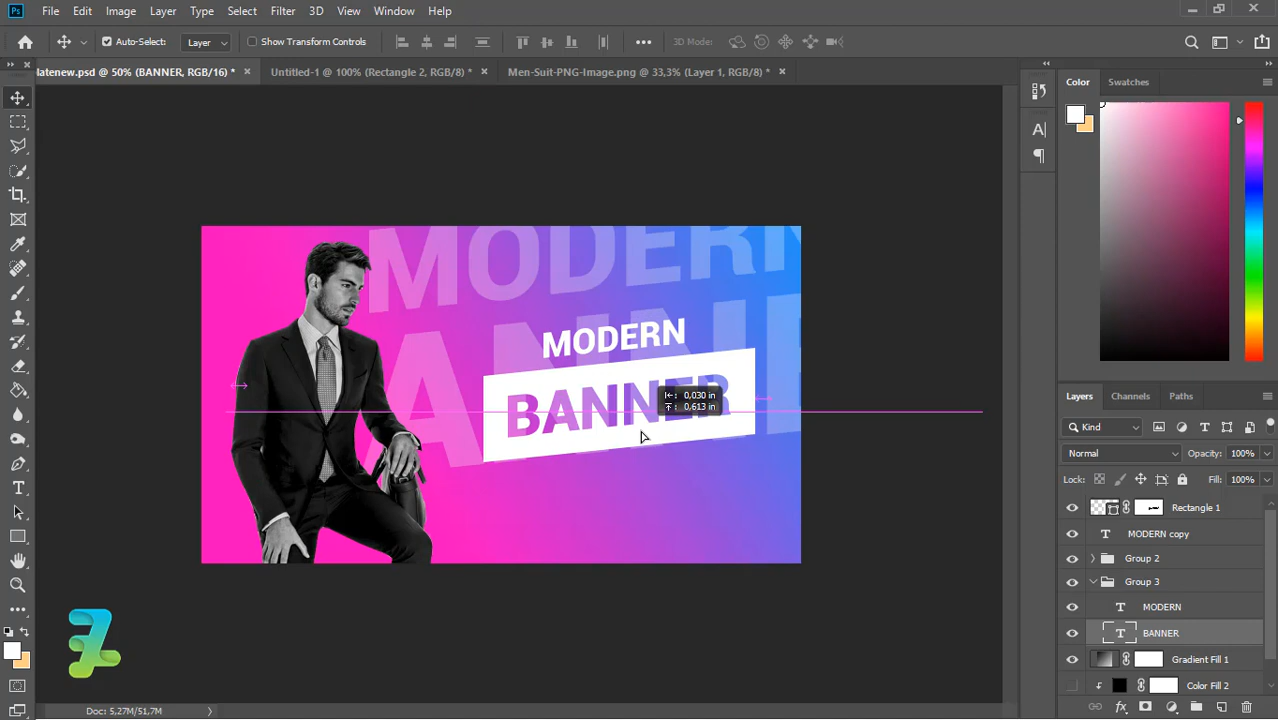 Ps File Edit Image Layer Type Select Filter 3D View Window Help
Auto-Select: Layer Show Transform Controls 3D Mode:
latenew.psd @ 50% (BANNER, RGB/16) * × Untitled-1 @ 100% (Rectangle 2, RGB/8) * × Men-Suit-PNG-Image.png @ 33,3% (Layer 1, RGB/8) * ×
Color Swatches
MODERN
ANNE
MODERN
BANNER
0,030 in
0,613 in
Layers Channels Paths
Kind
Normal Opacity: 100%
Lock: Fill: 100%
Rectangle 1
T MODERN copy
Group 2
Group 3
T MODERN
T BANNER
Gradient Fill 1
Color Fill 2
fx
Doc: 5,27M/51,7M